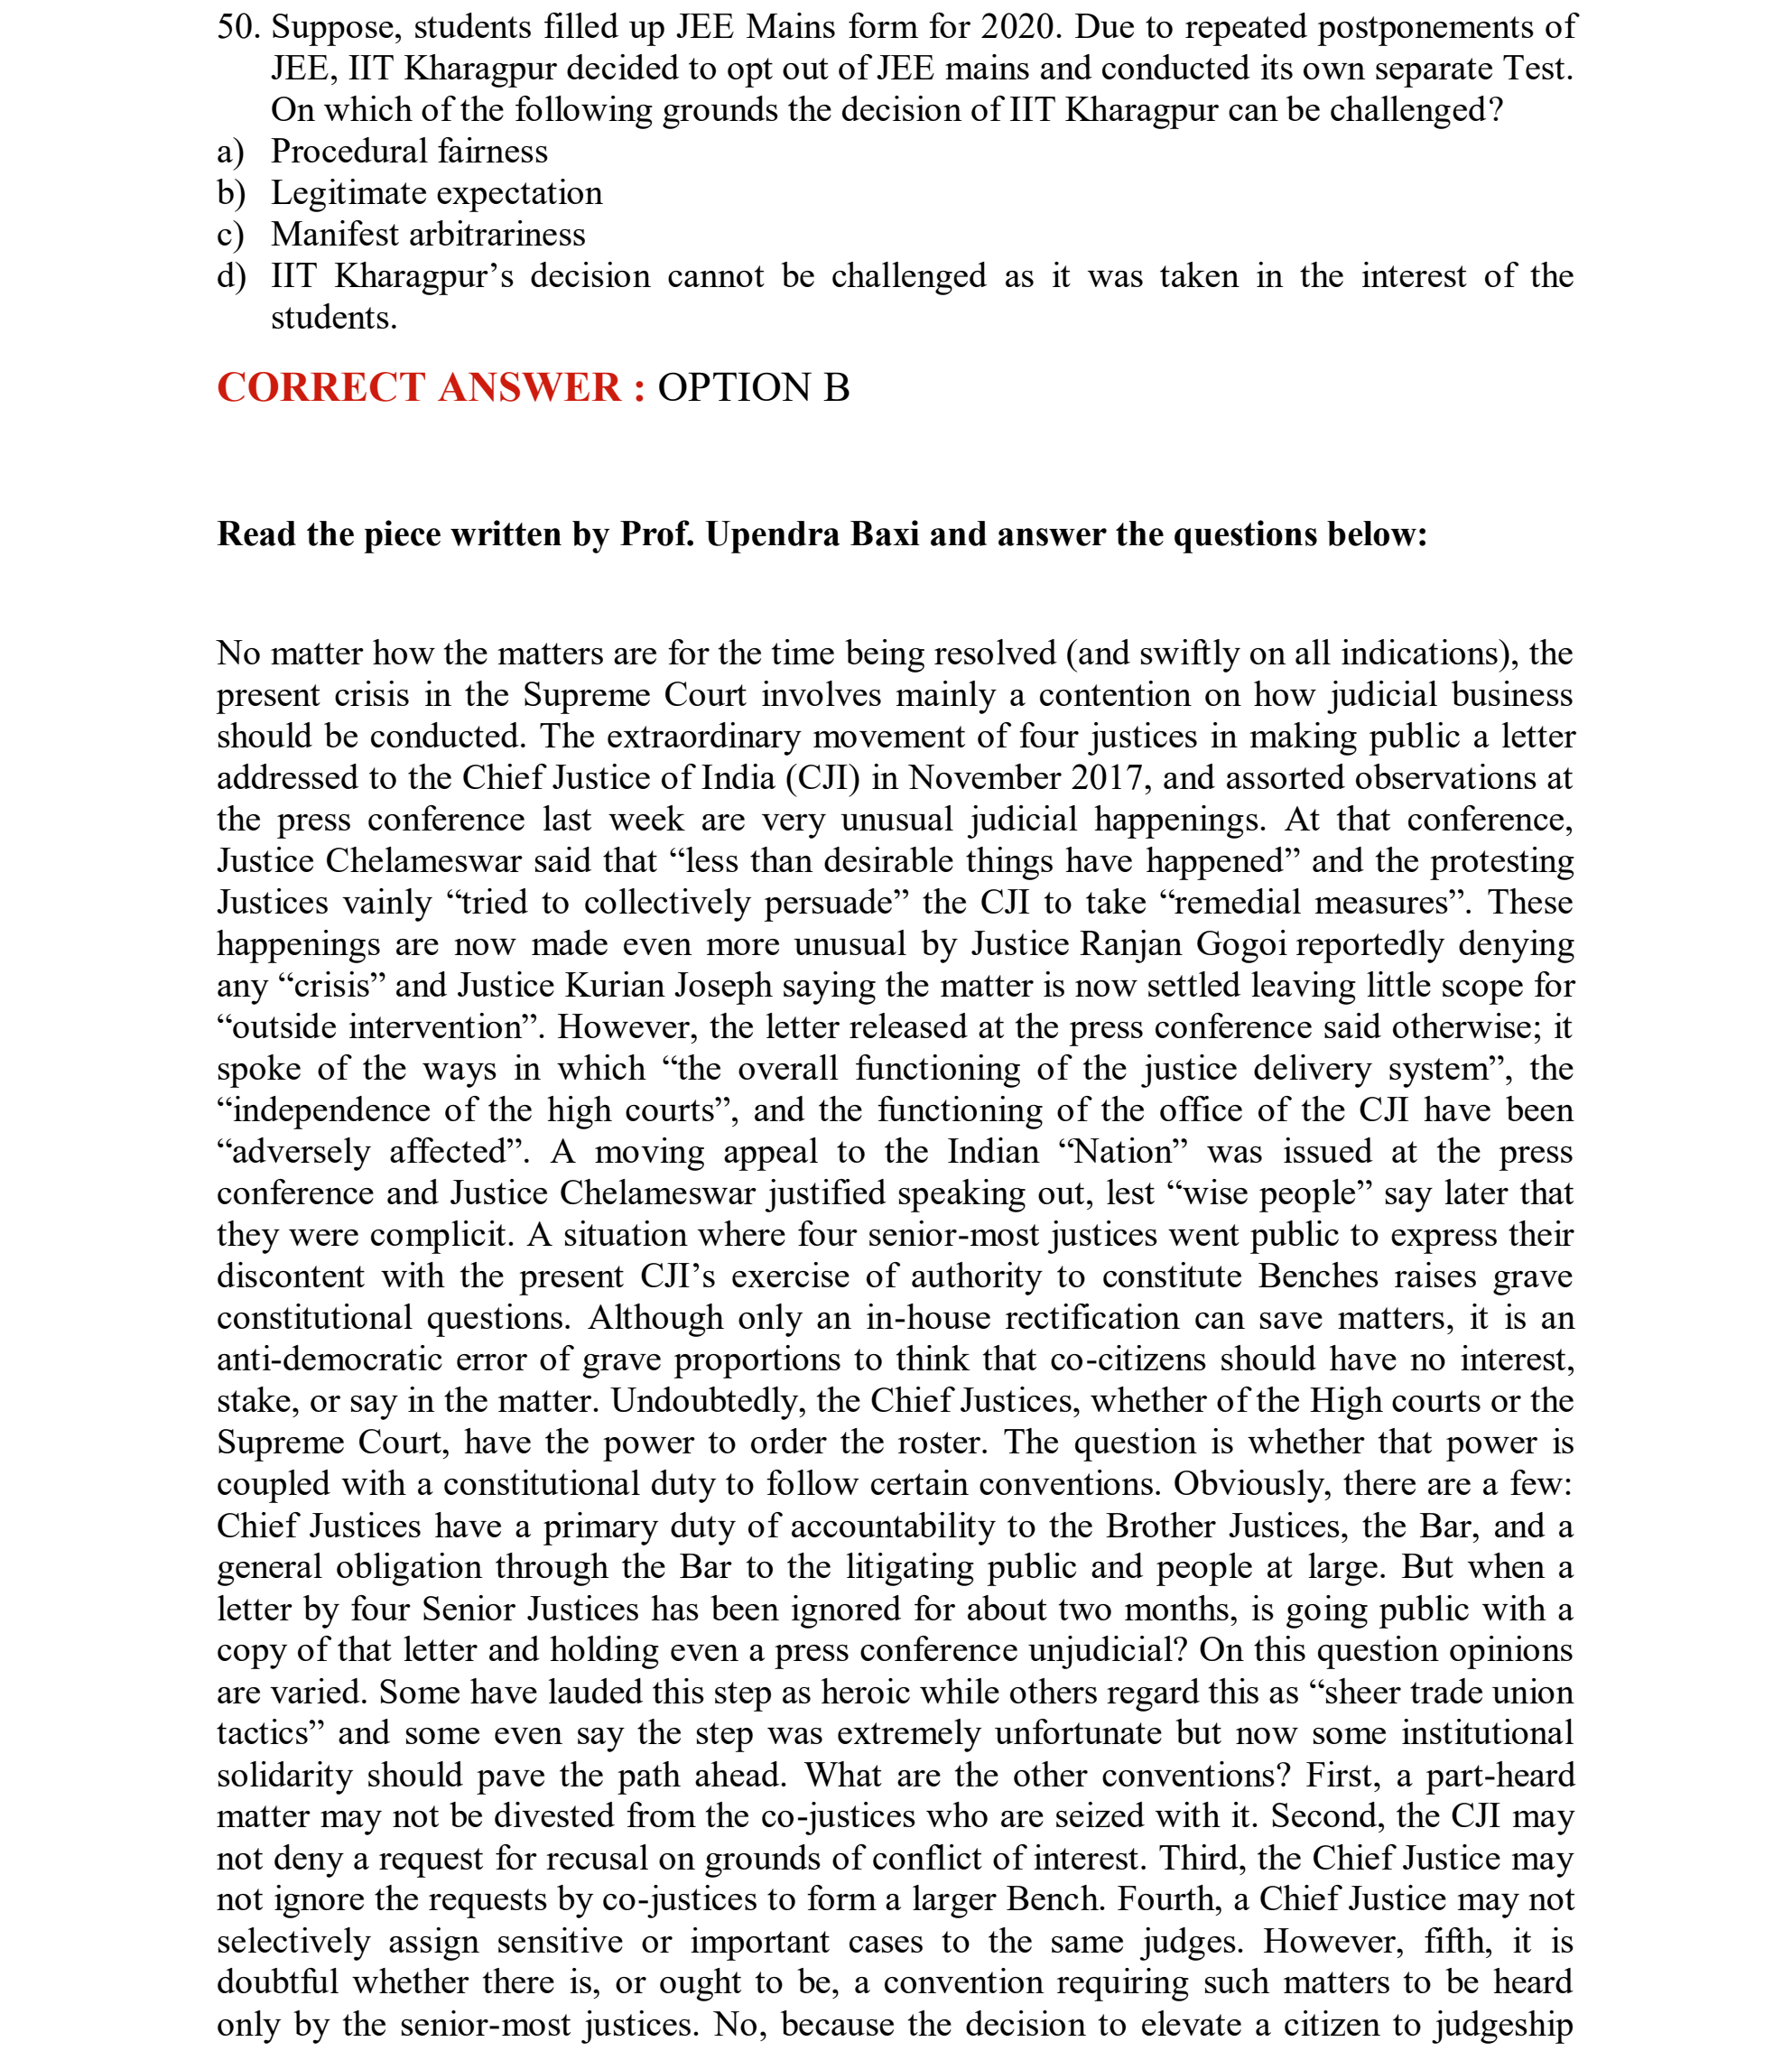 50. Suppose, students filled up JEE Mains form for 2020. Due to repeated postponements of
JEE, IIT Kharagpur decided to opt out of JEE mains and conducted its own separate Test.
On which of the following grounds the decision of IIT Kharagpur can be challenged?
a) Procedural fairness
b) Legitimate expectation
c) Manifest arbitrariness
d) IIT Kharagpur’s decision cannot be challenged as it was taken in the interest of the
students.
CORRECT ANSWER : OPTION B
Read the piece written by Prof. Upendra Baxi and answer the questions below:
No matter how the matters are for the time being resolved (and swiftly on all indications), the
present crisis in the Supreme Court involves mainly a contention on how judicial business
should be conducted. The extraordinary movement of four justices in making public a letter
addressed to the Chief Justice of India (CJI) in November 2017, and assorted observations at
the press conference last week are very unusual judicial happenings. At that conference,
Justice Chelameswar said that “less than desirable things have happened” and the protesting
Justices vainly “tried to collectively persuade” the CJI to take “remedial measures”. These
happenings are now made even more unusual by Justice Ranjan Gogoi reportedly denying
any “crisis” and Justice Kurian Joseph saying the matter is now settled leaving little scope for
“outside intervention”. However, the letter released at the press conference said otherwise; it
spoke of the ways in which “the overall functioning of the justice delivery system”, the
“independence of the high courts”, and the functioning of the office of the CJI have been
“adversely affected”. A moving appeal to the Indian “Nation” was issued at the press
conference and Justice Chelameswar justified speaking out, lest “wise people” say later that
they were complicit. A situation where four senior-most justices went public to express their
discontent with the present CJI’s exercise of authority to constitute Benches raises grave
constitutional questions. Although only an in-house rectification can save matters, it is an
anti-democratic error of grave proportions to think that co-citizens should have no interest,
stake, or say in the matter. Undoubtedly, the Chief Justices, whether of the High courts or the
Supreme Court, have the power to order the roster. The question is whether that power is
coupled with a constitutional duty to follow certain conventions. Obviously, there are a few:
Chief Justices have a primary duty of accountability to the Brother Justices, the Bar, and a
general obligation through the Bar to the litigating public and people at large. But when a
letter by four Senior Justices has been ignored for about two months, is going public with a
copy of that letter and holding even a press conference unjudicial? On this question opinions
are varied. Some have lauded this step as heroic while others regard this as “sheer trade union
tactics” and some even say the step was extremely unfortunate but now some institutional
solidarity should pave the path ahead. What are the other conventions? First, a part-heard
matter may not be divested from the co-justices who are seized with it. Second, the CJI may
not deny a request for recusal on grounds of conflict of interest. Third, the Chief Justice may
not ignore the requests by co-justices to form a larger Bench. Fourth, a Chief Justice may not
selectively assign sensitive or important cases to the same judges. However, fifth, it is
doubtful whether there is, or ought to be, a convention requiring such matters to be heard
only by the senior-most justices. No, because the decision to elevate a citizen to judgeship